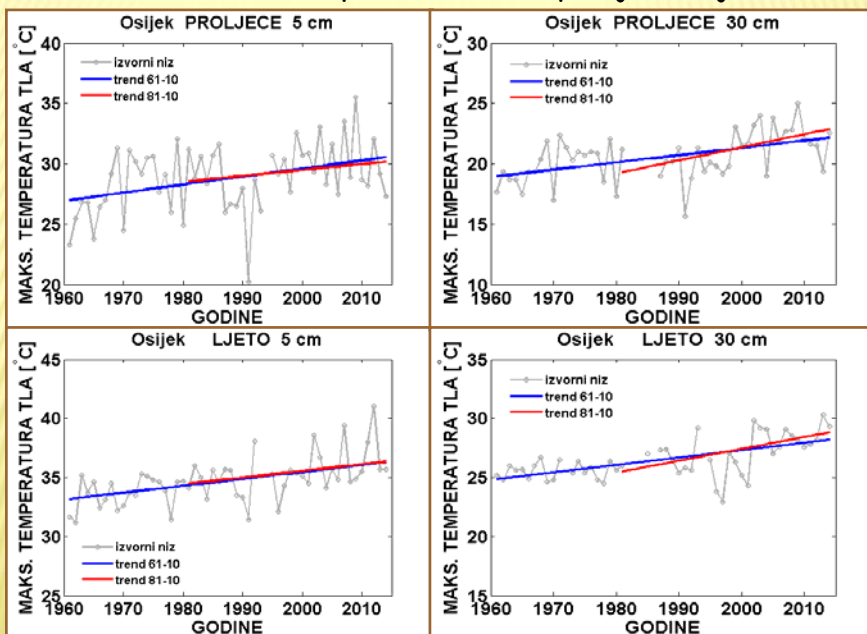 Osijek PROLJECE 5 cm
MAKS. TEMPERATURA TLA [°C]
40
35
30
25
20
izvorni niz
trend 61-10
trend 81-10
1960 1970 1980 1990 2000 2010
GODINE
Osijek PROLJECE 30 cm
MAKS. TEMPERATURA TLA [°C]
30
25
20
15
10
izvorni niz
trend 61-10
trend 81-10
1960 1970 1980 1990 2000 2010
GODINE
Osijek LJETO 5 cm
MAKS. TEMPERATURA TLA [°C]
45
40
35
30
25
izvorni niz
trend 61-10
trend 81-10
1960 1970 1980 1990 2000 2010
GODINE
Osijek LJETO 30 cm
MAKS. TEMPERATURA TLA [°C]
35
30
25
20
15
izvorni niz
trend 61-10
trend 81-10
1960 1970 1980 1990 2000 2010
GODINE